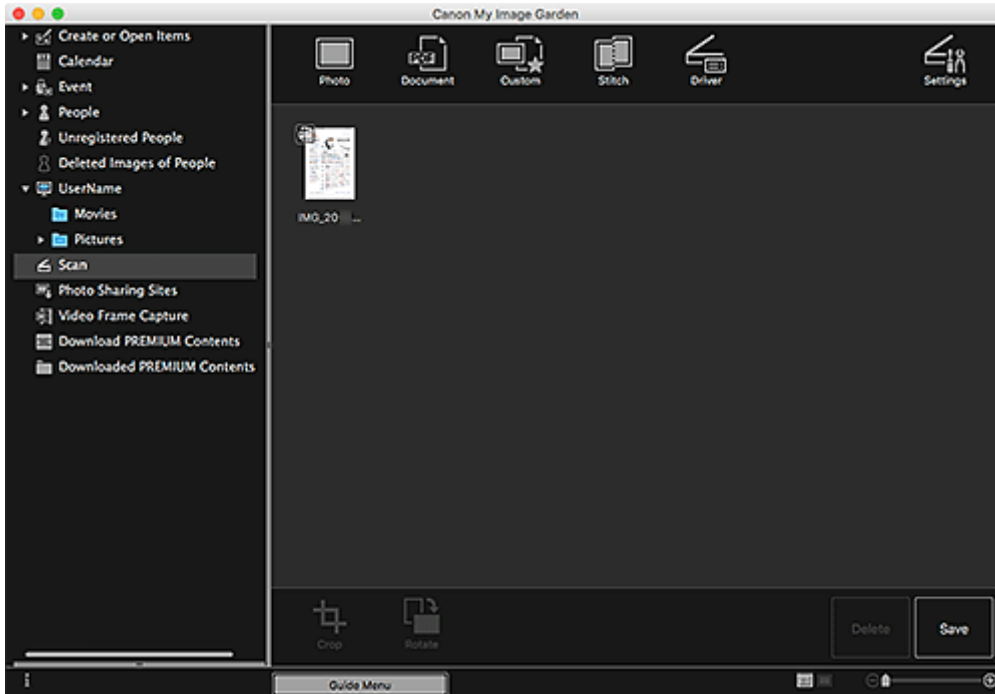 Canon My Image Garden
Create or Open Items
Calendar
Event
People
Unregistered People
Deleted Images of People
UserName
Movies
Pictures
Scan
Photo Sharing Sites
Video Frame Capture
Download PREMIUM Contents
Downloaded PREMIUM Contents
Photo
Document
Custom
Stitch
Driver
Settings
IMG_20 ...
Crop
Rotate
Delete
Save
Guide Menu